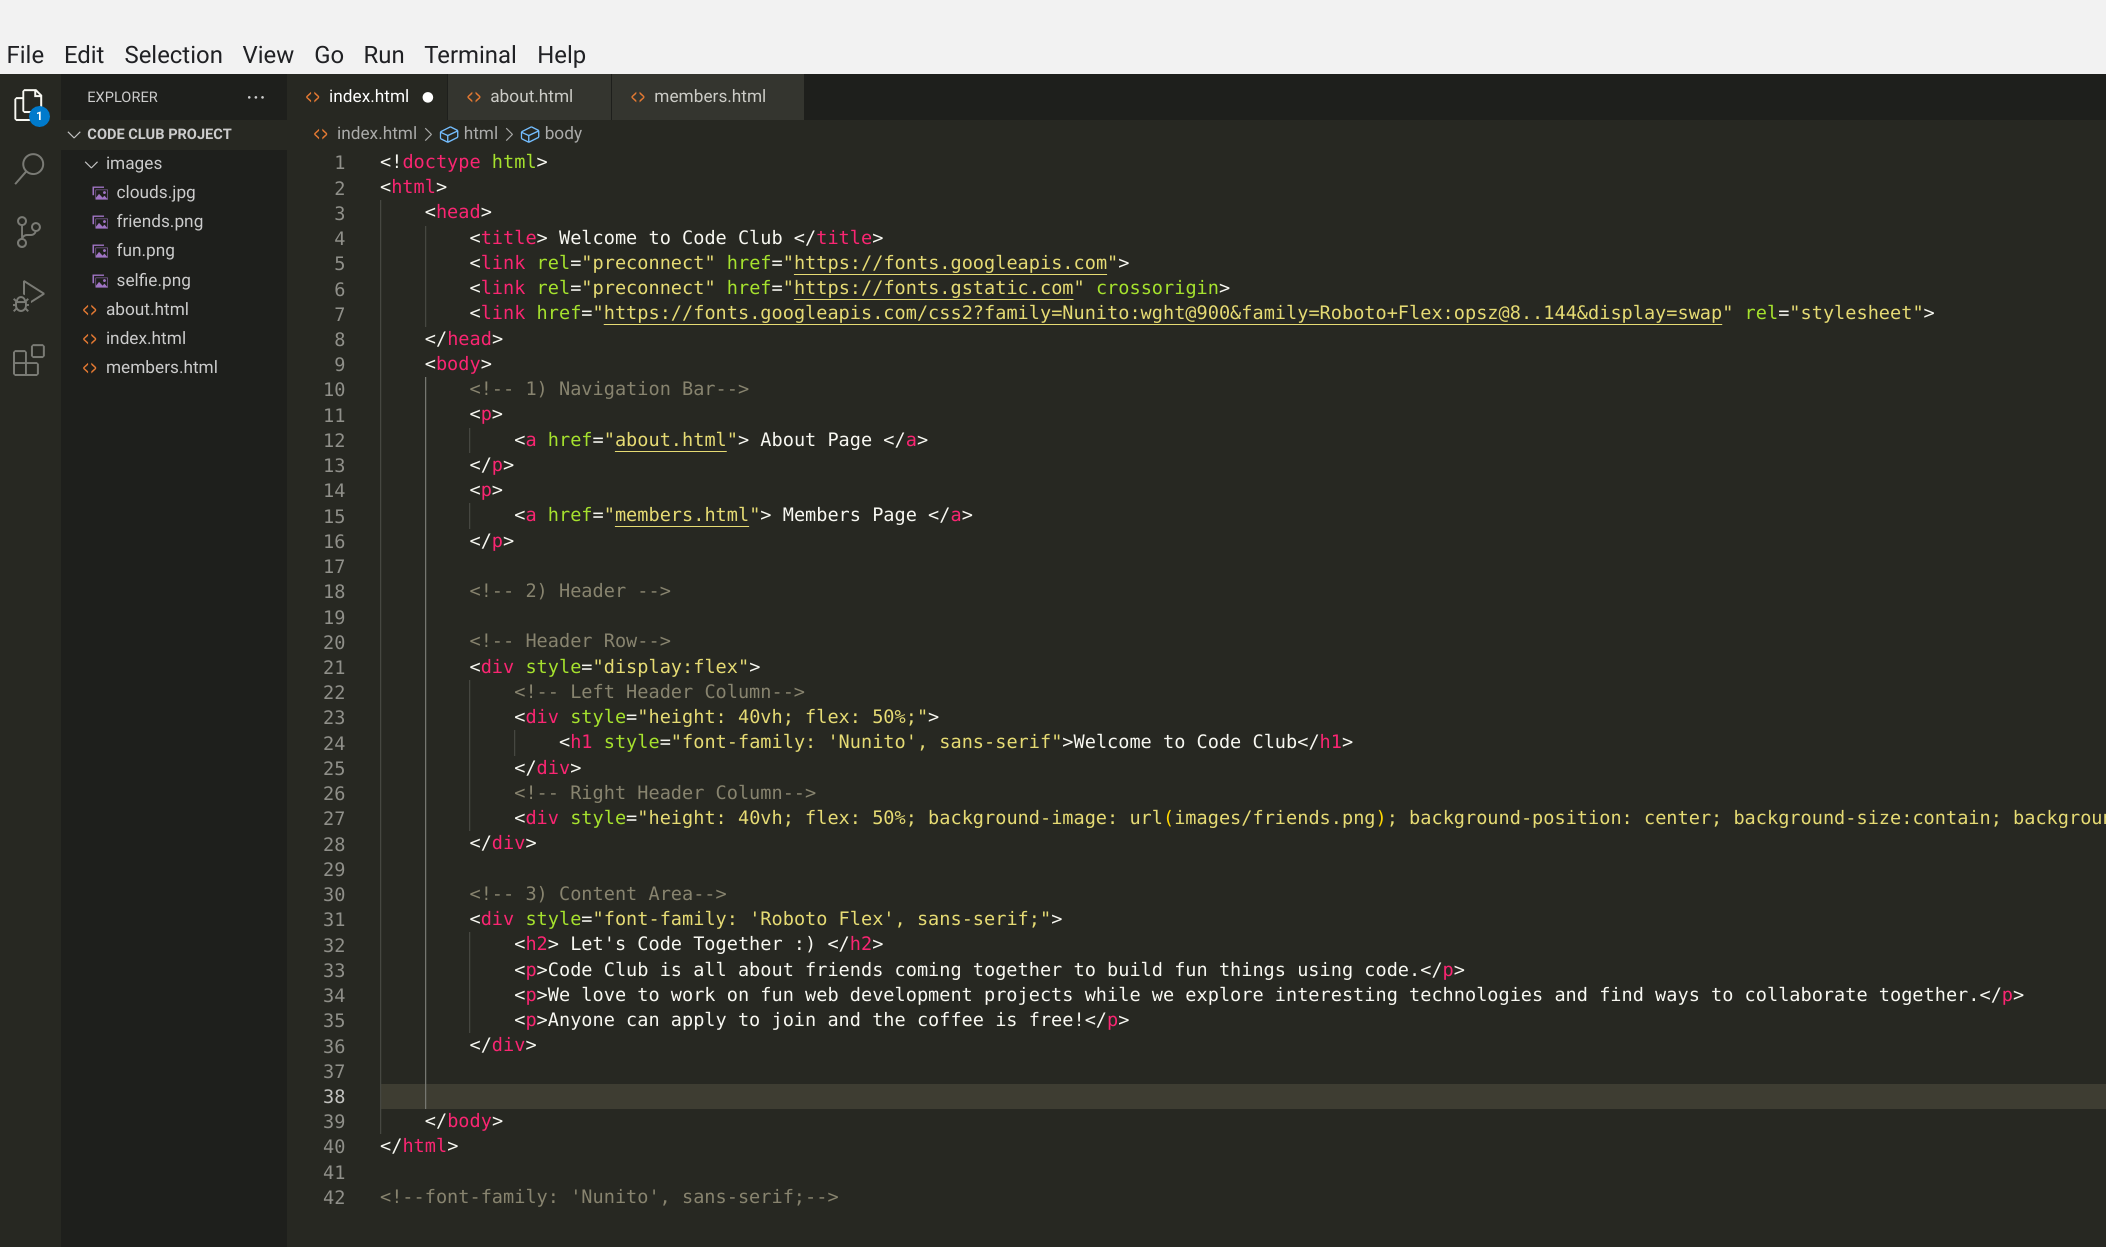 File Edit Selection View Go Run Terminal Help
EXPLORER ...
index.html about.html members.html
CODE CLUB PROJECT
index.html > html > body
images
clouds.jpg
friends.png
fun.png
selfie.png
about.html
index.html
members.html
1
1 <!doctype html>
2 <html>
3 <head>
4 <title> Welcome to Code Club </title>
5 <link rel="preconnect" href="https://fonts.googleapis.com">
6 <link rel="preconnect" href="https://fonts.gstatic.com" crossorigin>
7 <link href="https://fonts.googleapis.com/css2?family=Nunito:wght@900&family=Roboto+Flex:opsz@8..144&display=swap" rel="stylesheet">
8 </head>
9 <body>
10 <!-- 1) Navigation Bar-->
11 <p>
12 <a href="about.html"> About Page </a>
13 </p>
14 <p>
15 <a href="members.html"> Members Page </a>
16 </p>
17
18 <!-- 2) Header -->
19
20 <!-- Header Row-->
21 <div style="display:flex">
22 <!-- Left Header Column-->
23 <div style="height: 40vh; flex: 50%;">
24 <h1 style="font-family: 'Nunito', sans-serif">Welcome to Code Club</h1>
25 </div>
26 <!-- Right Header Column-->
27 <div style="height: 40vh; flex: 50%; background-image: url(images/friends.png); background-position: center; background-size:contain; backgrou
28 </div>
29
30 <!-- 3) Content Area-->
31 <div style="font-family: 'Roboto Flex', sans-serif;">
32 <h2> Let's Code Together :) </h2>
33 <p>Code Club is all about friends coming together to build fun things using code.</p>
34 <p>We love to work on fun web development projects while we explore interesting technologies and find ways to collaborate together.</p>
35 <p>Anyone can apply to join and the coffee is free!</p>
36 </div>
37
38
39 </body>
40 </html>
41
42 <!--font-family: 'Nunito', sans-serif;-->